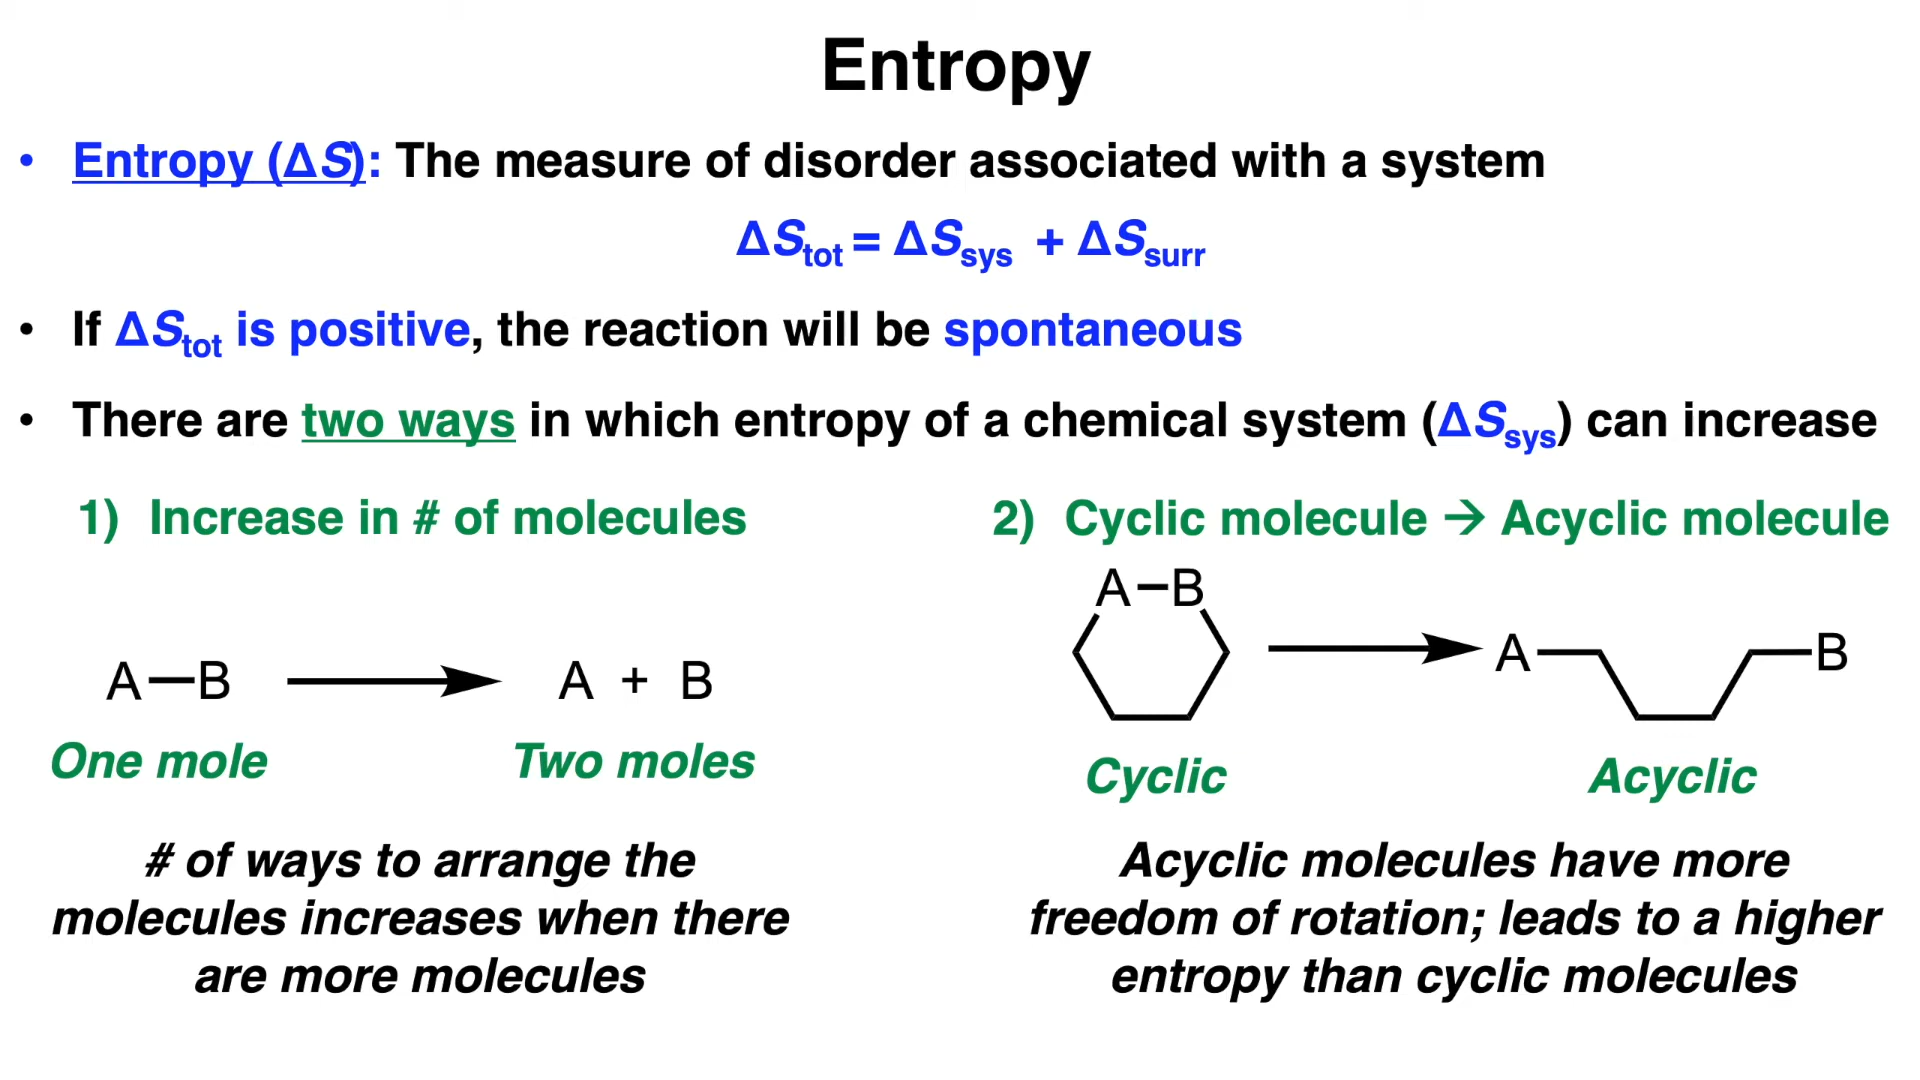 Entropy
• Entropy (ΔS): The measure of disorder associated with a system
ΔStot = ΔSsys + ΔSsurr
• If ΔStot is positive, the reaction will be spontaneous
• There are two ways in which entropy of a chemical system (ΔSsys) can increase
1) Increase in # of molecules
2) Cyclic molecule → Acyclic molecule
A—B
A + B
One mole
Two moles
A—B
A
B
Cyclic
Acyclic
# of ways to arrange the
molecules increases when there
are more molecules
Acyclic molecules have more
freedom of rotation; leads to a higher
entropy than cyclic molecules